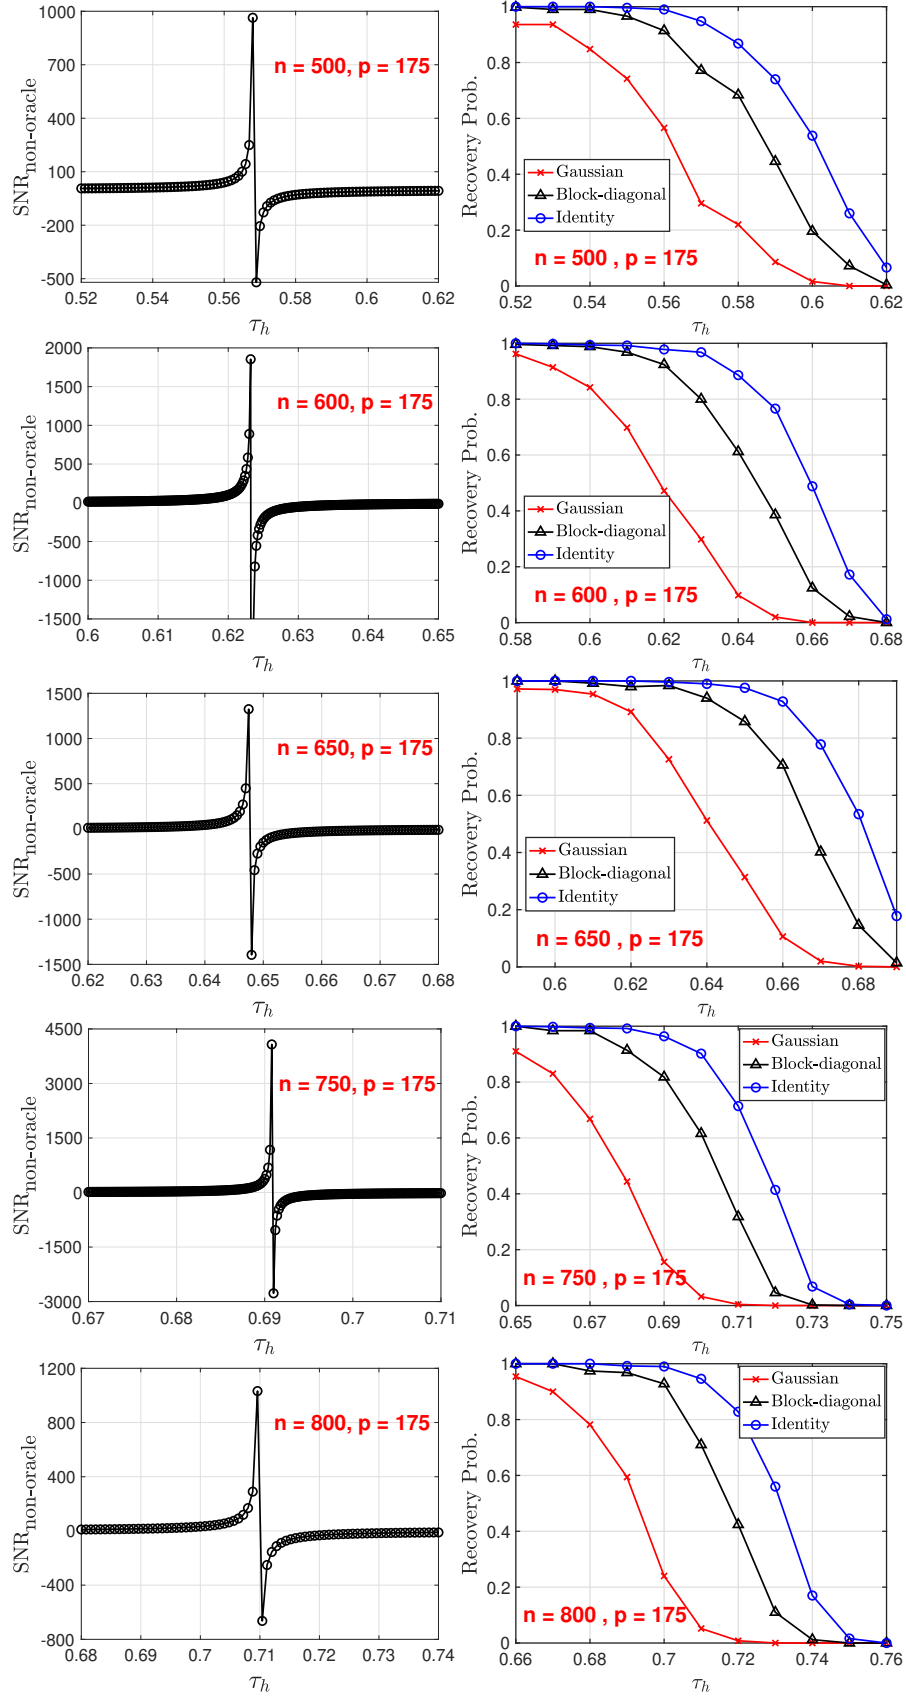 1000
700
400
100
-200
-500
SNR_non-oracle
n = 500, p = 175
0.52 0.54 0.56 0.58 0.6 0.62
τ_h
1
0.8
0.6
0.4
0.2
0
Recovery Prob.
Gaussian
Block-diagonal
Identity
n = 500 , p = 175
0.52 0.54 0.56 0.58 0.6 0.62
τ_h
2000
1500
1000
500
0
-500
-1000
-1500
SNR_non-oracle
n = 600, p = 175
0.6 0.61 0.62 0.63 0.64 0.65
τ_h
1
0.8
0.6
0.4
0.2
0
Recovery Prob.
Gaussian
Block-diagonal
Identity
n = 600 , p = 175
0.58 0.6 0.62 0.64 0.66 0.68
τ_h
1500
1000
500
0
-500
-1000
-1500
SNR_non-oracle
n = 650, p = 175
0.62 0.63 0.64 0.65 0.66 0.67 0.68
τ_h
1
0.8
0.6
0.4
0.2
0
Recovery Prob.
Gaussian
Block-diagonal
Identity
n = 650 , p = 175
0.6 0.62 0.64 0.66 0.68
τ_h
4500
3000
1500
0
-1500
-3000
SNR_non-oracle
n = 750, p = 175
0.67 0.68 0.69 0.7 0.71
τ_h
1
0.8
0.6
0.4
0.2
0
Recovery Prob.
Gaussian
Block-diagonal
Identity
n = 750 , p = 175
0.65 0.67 0.69 0.71 0.73 0.75
τ_h
1200
800
400
0
-400
-800
SNR_non-oracle
n = 800, p = 175
0.68 0.69 0.7 0.71 0.72 0.73 0.74
τ_h
1
0.8
0.6
0.4
0.2
0
Recovery Prob.
Gaussian
Block-diagonal
Identity
n = 800 , p = 175
0.66 0.68 0.7 0.72 0.74 0.76
τ_h